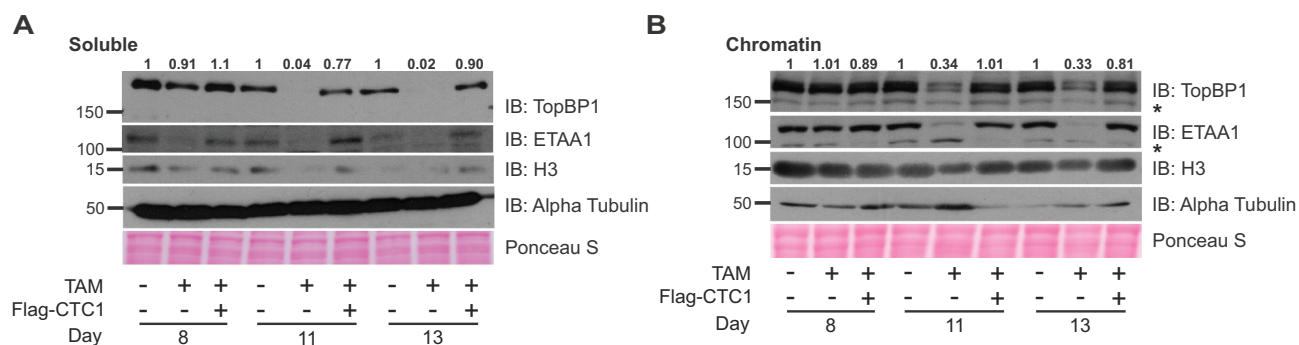 A
Soluble
1 0.91 1.1 1 0.04 0.77 1 0.02 0.90
150
IB: TopBP1
100
IB: ETAA1
15
IB: H3
50
IB: Alpha Tubulin
Ponceau S
TAM - + + - + + - + +
Flag-CTC1 - - + - - + - - +
Day 8 11 13
B
Chromatin
1 1.01 0.89 1 0.34 1.01 1 0.33 0.81
150
IB: TopBP1
*
100
IB: ETAA1
*
15
IB: H3
50
IB: Alpha Tubulin
Ponceau S
TAM - + + - + + - + +
Flag-CTC1 - - + - - + - - +
Day 8 11 13